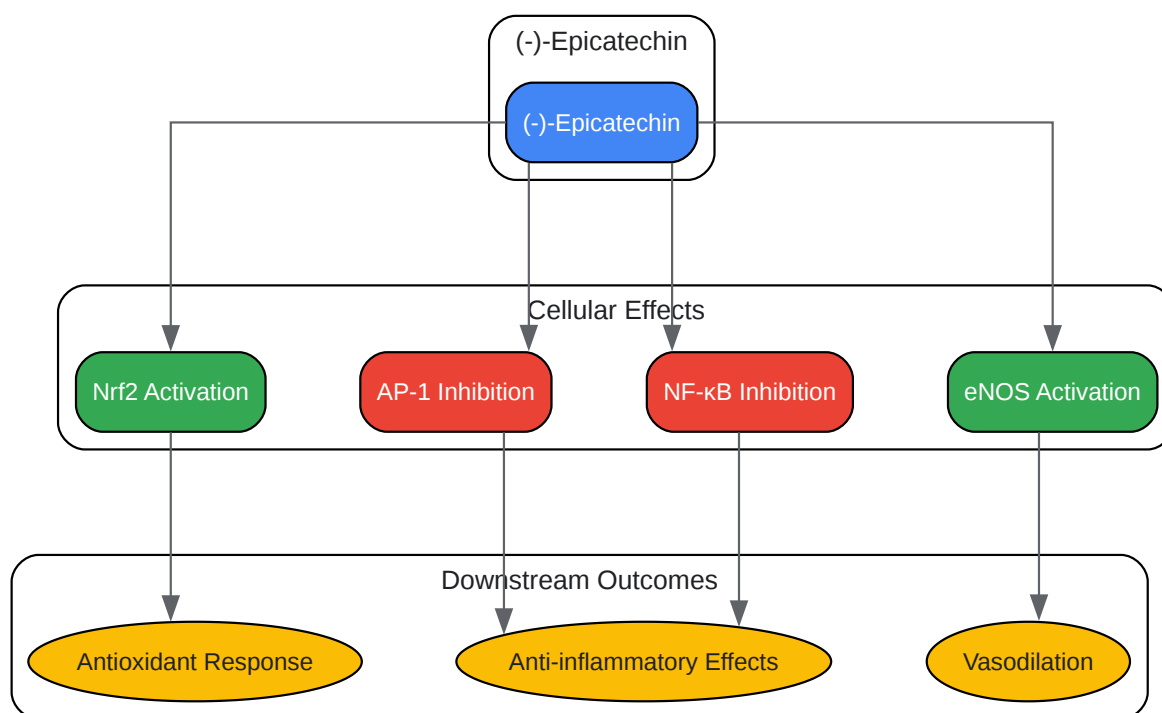 (-)-Epicatechin
(-)-Epicatechin
Cellular Effects
Nrf2 Activation
AP-1 Inhibition
NF-κB Inhibition
eNOS Activation
Downstream Outcomes
Antioxidant Response
Anti-inflammatory Effects
Vasodilation